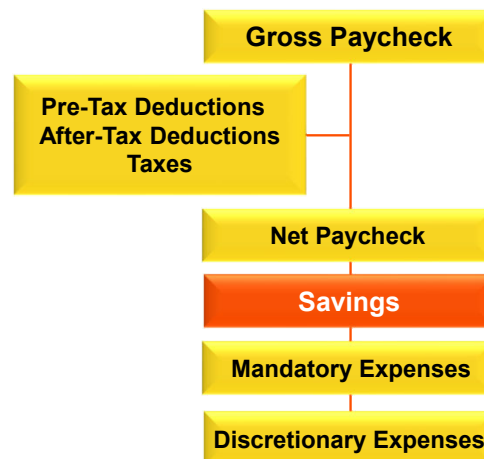 Gross Paycheck
Pre-Tax Deductions
After-Tax Deductions
Taxes
Net Paycheck
Savings
Mandatory Expenses
Discretionary Expenses